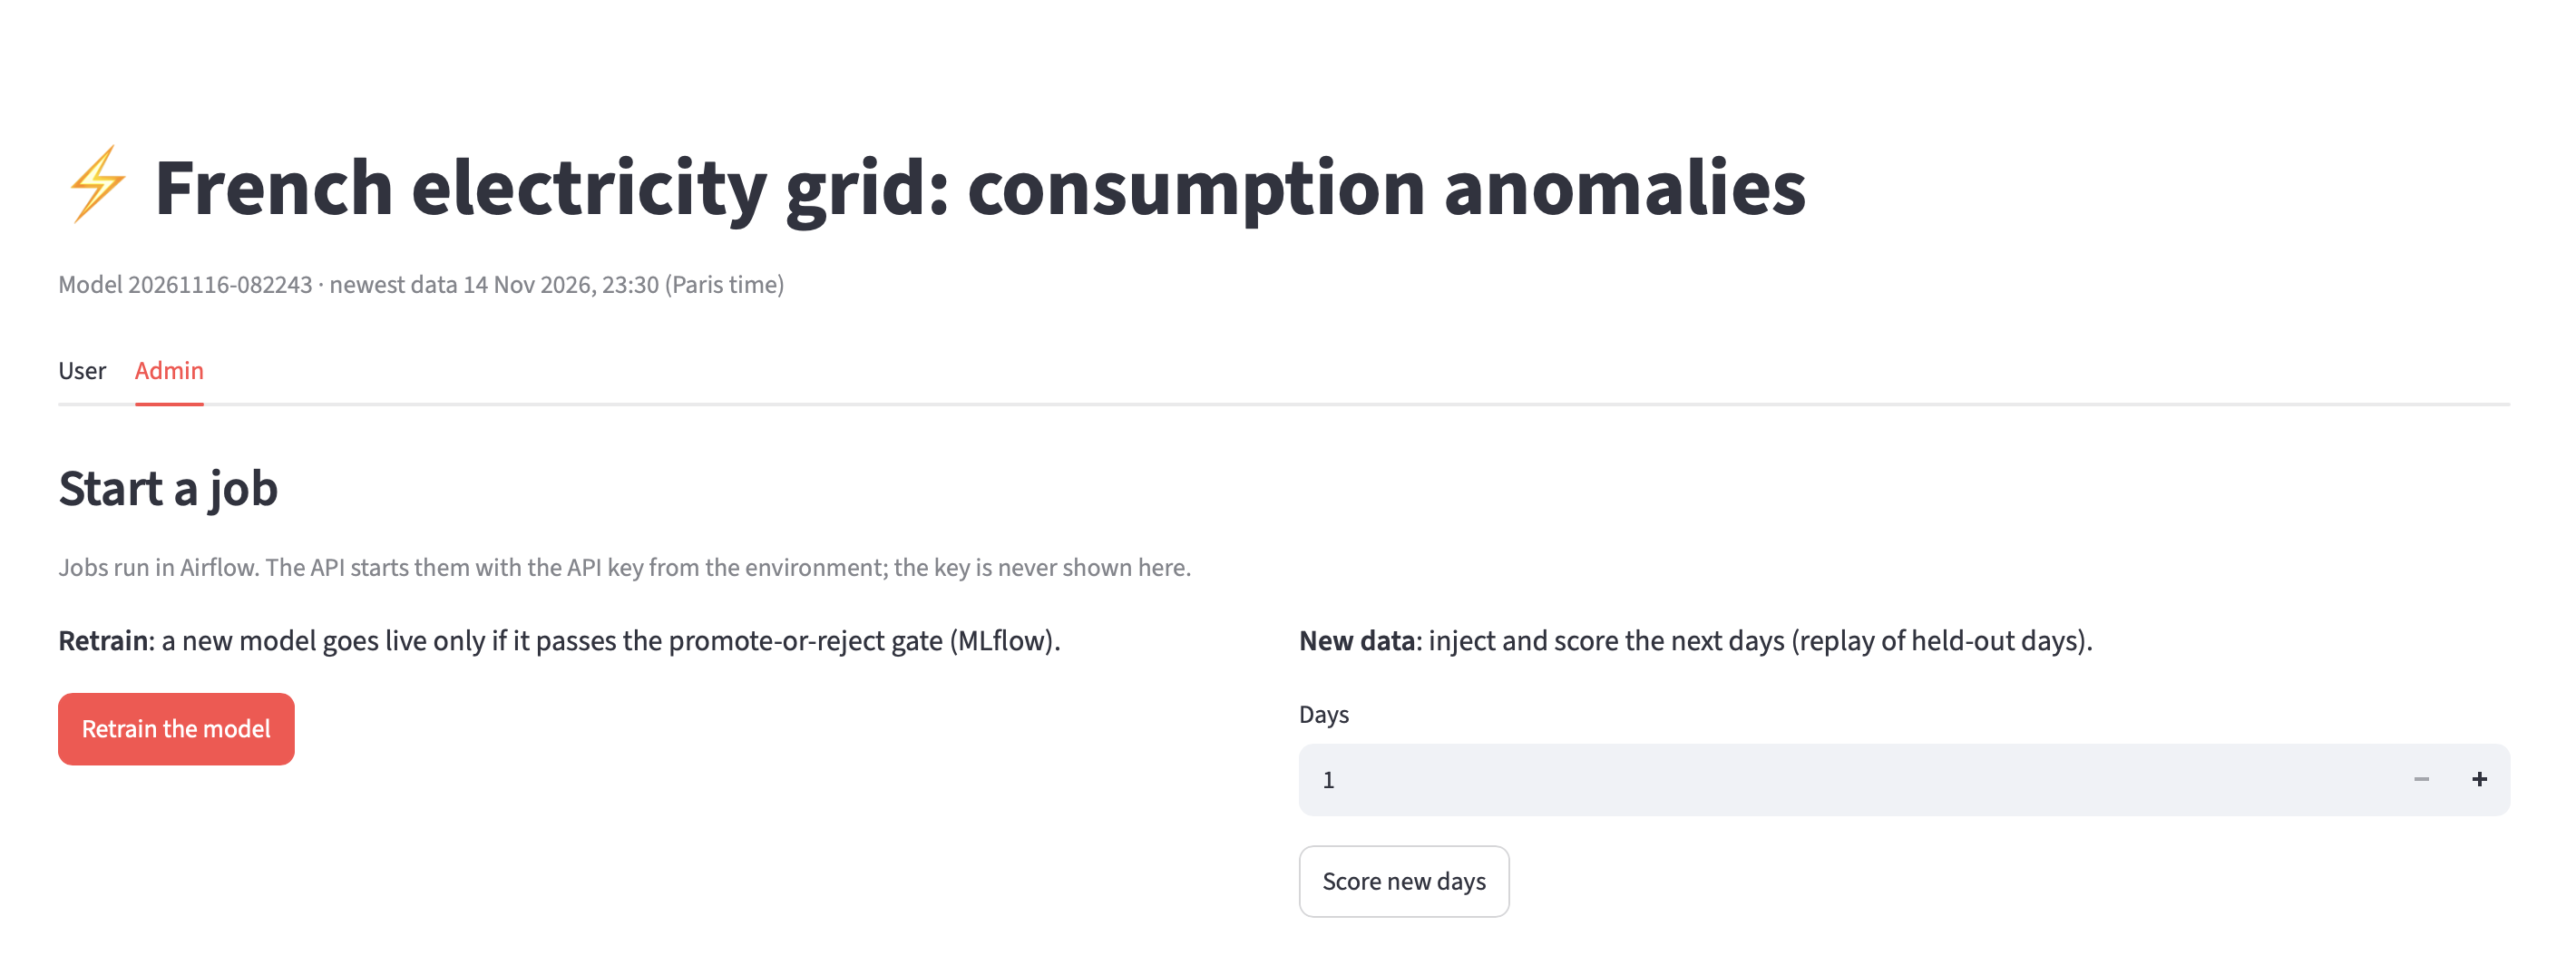 ⚡ French electricity grid: consumption anomalies
Model 20261116-082243 · newest data 14 Nov 2026, 23:30 (Paris time)
User
Admin
Start a job
Jobs run in Airflow. The API starts them with the API key from the environment; the key is never shown here.
Retrain: a new model goes live only if it passes the promote-or-reject gate (MLflow).
Retrain the model
New data: inject and score the next days (replay of held-out days).
Days
1
Score new days